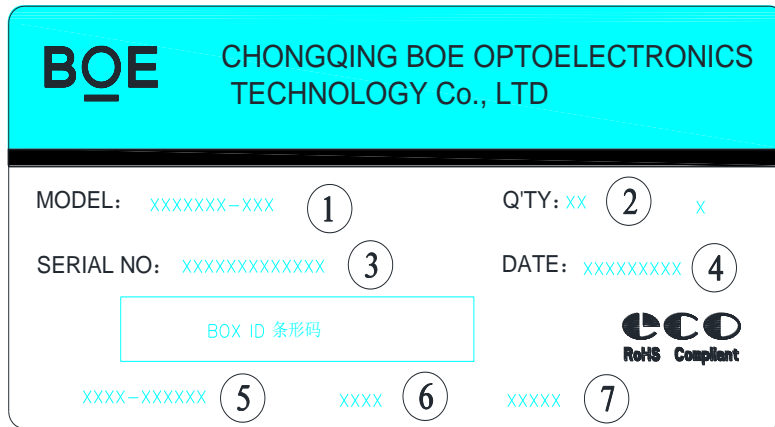 BOE
CHONGQING BOE OPTOELECTRONICS
TECHNOLOGY Co., LTD
MODEL: XXXXXXX-XXX ① Q'TY: XX ② X
SERIAL NO: XXXXXXXXXXXXX ③ DATE: XXXXXXXXX ④
BOX ID 条形码
eco
RoHS Compliant
XXXX-XXXXXX ⑤ XXXX ⑥ XXXXX ⑦